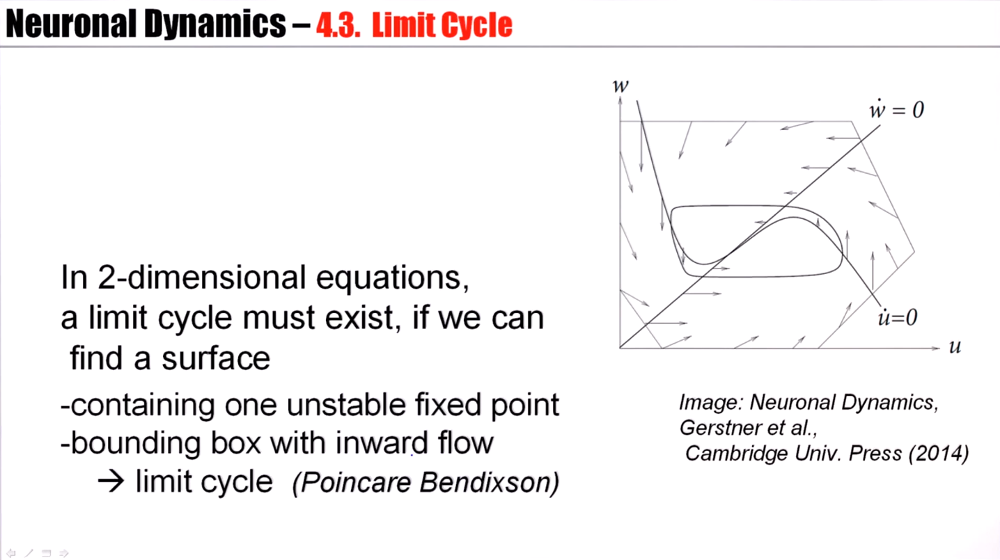 Neuronal Dynamics – 4.3. Limit Cycle
w
ẇ = 0
In 2-dimensional equations,
a limit cycle must exist, if we can
find a surface
-containing one unstable fixed point
-bounding box with inward flow
→ limit cycle (Poincare Bendixson)
u̇=0
u
Image: Neuronal Dynamics,
Gerstner et al.,
Cambridge Univ. Press (2014)